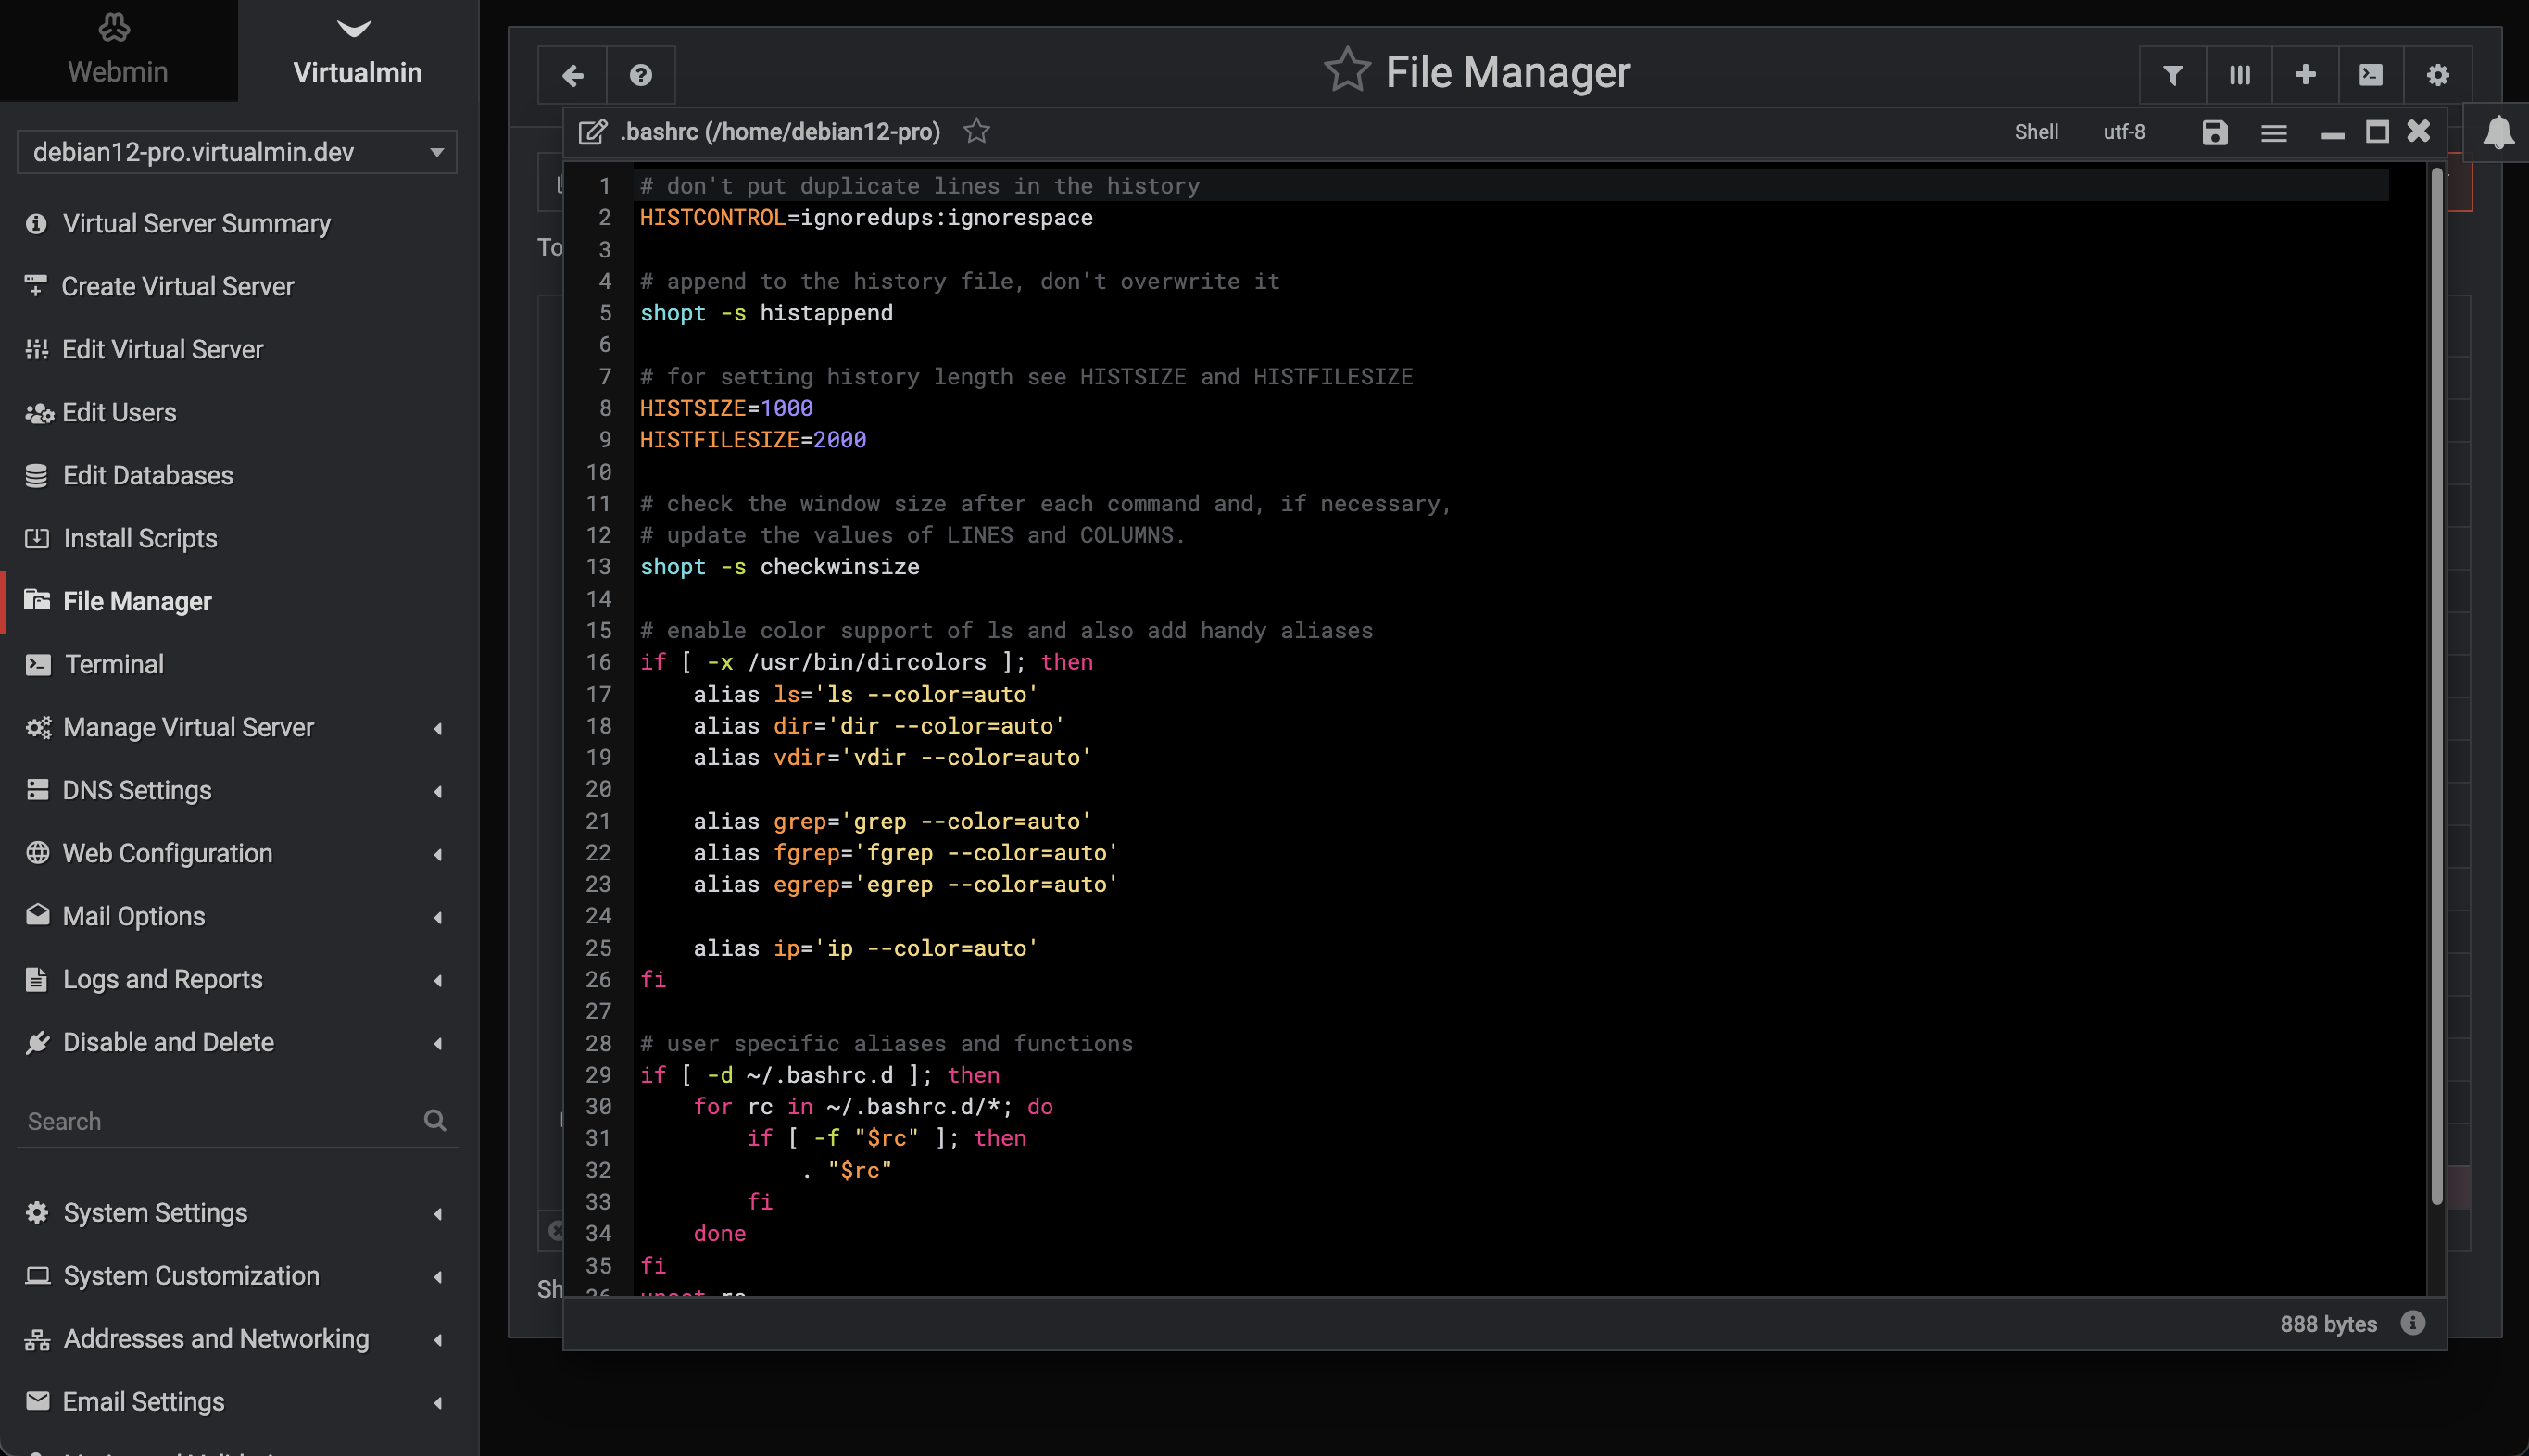 Webmin
Virtualmin
debian12-pro.virtualmin.dev
Virtual Server Summary
Create Virtual Server
Edit Virtual Server
Edit Users
Edit Databases
Install Scripts
File Manager
Terminal
Manage Virtual Server
DNS Settings
Web Configuration
Mail Options
Logs and Reports
Disable and Delete
Search
System Settings
System Customization
Addresses and Networking
Email Settings
File Manager
To
Sh
.bashrc (/home/debian12-pro)
Shell utf-8
1 # don't put duplicate lines in the history
2 HISTCONTROL=ignoredups:ignorespace
3
4 # append to the history file, don't overwrite it
5 shopt -s histappend
6
7 # for setting history length see HISTSIZE and HISTFILESIZE
8 HISTSIZE=1000
9 HISTFILESIZE=2000
10
11 # check the window size after each command and, if necessary,
12 # update the values of LINES and COLUMNS.
13 shopt -s checkwinsize
14
15 # enable color support of ls and also add handy aliases
16 if [ -x /usr/bin/dircolors ]; then
17     alias ls='ls --color=auto'
18     alias dir='dir --color=auto'
19     alias vdir='vdir --color=auto'
20
21     alias grep='grep --color=auto'
22     alias fgrep='fgrep --color=auto'
23     alias egrep='egrep --color=auto'
24
25     alias ip='ip --color=auto'
26 fi
27
28 # user specific aliases and functions
29 if [ -d ~/.bashrc.d ]; then
30     for rc in ~/.bashrc.d/*; do
31         if [ -f "$rc" ]; then
32             . "$rc"
33         fi
34     done
35 fi
36 unset rc
888 bytes